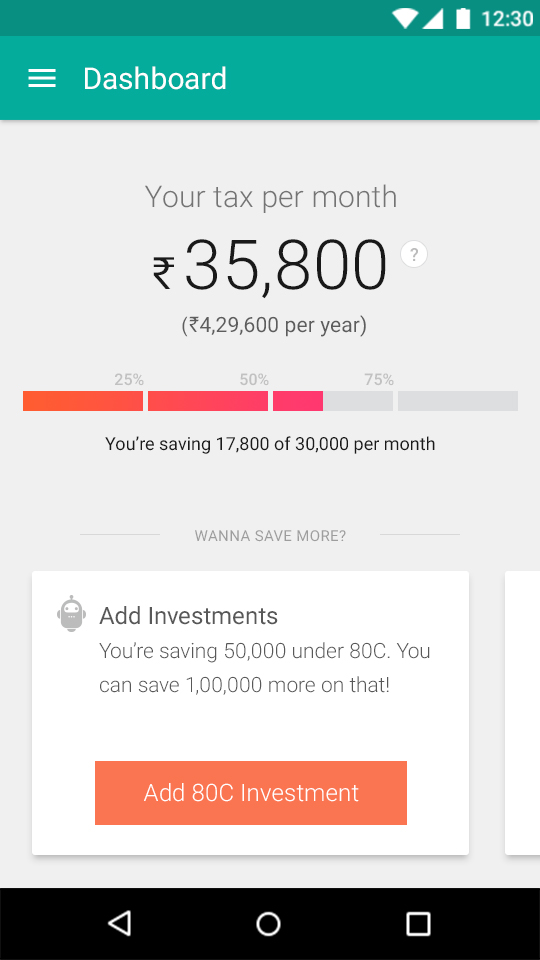 12:30
Dashboard
Your tax per month
₹35,800 ?
(₹4,29,600 per year)
25% 50% 75%
You’re saving 17,800 of 30,000 per month
WANNA SAVE MORE?
Add Investments
You’re saving 50,000 under 80C. You
can save 1,00,000 more on that!
Add 80C Investment